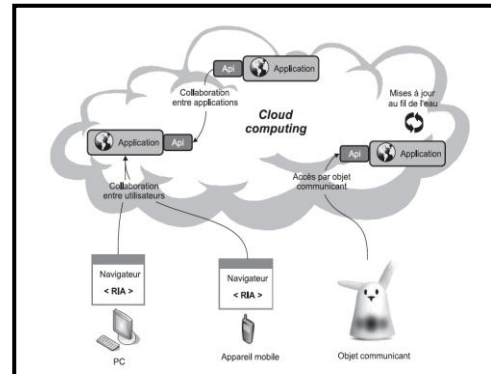 Api
Application
Collaboration
entre applications
Cloud
computing
Mises à jour
au fil de l'eau
Application
Api
Api
Application
Collaboration
entre utilisateurs
Accès par objet
communicant
Navigateur
< RIA >
Navigateur
< RIA >
PC
Appareil mobile
Objet communicant